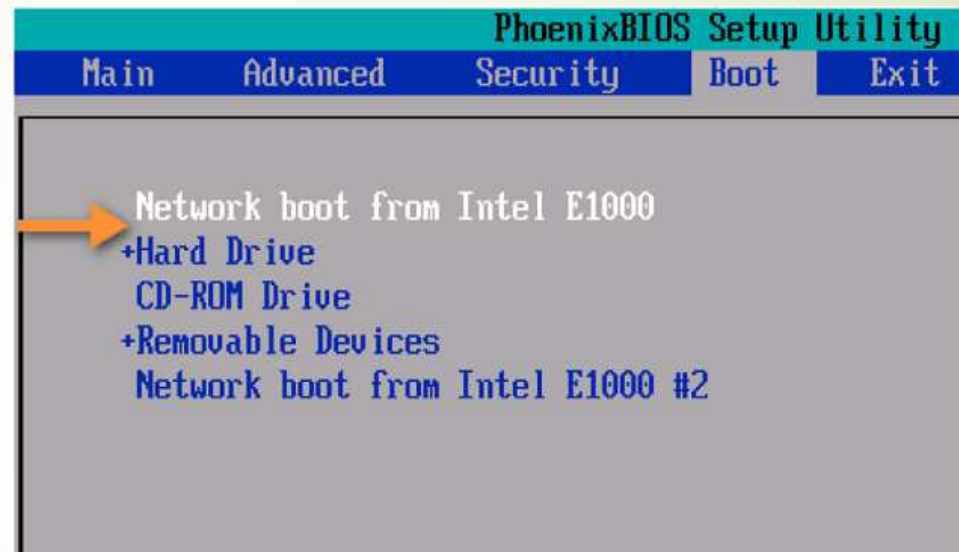 PhoenixBIOS Setup Utility
Main Advanced Security Boot Exit
Network boot from Intel E1000
+Hard Drive
CD-ROM Drive
+Removable Devices
Network boot from Intel E1000 #2